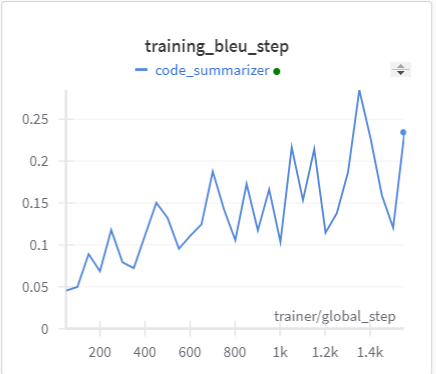 training_bleu_step
code_summarizer
0.25
0.2
0.15
0.1
0.05
0
trainer/global_step
200 400 600 800 1k 1.2k 1.4k